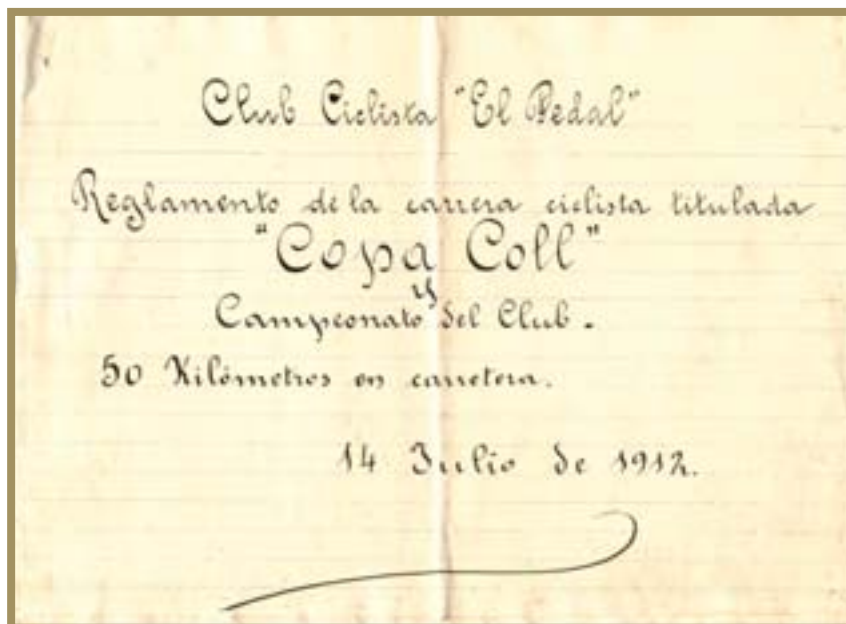 Club Ciclista "El Pedal"
Reglamento de la carrera ciclista titulada
"Copa Coll"
y
Campeonato del Club.
50 Kilómetros en carretera.
14 Julio de 1912.